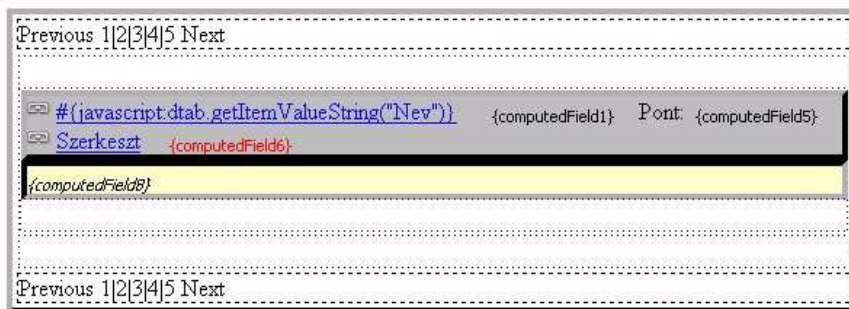 Previous 1|2|3|4|5 Next
#{javascript:dtab.getItemValueString("Nev")} {computedField1} Pont: {computedField5}
Szerkeszt {computedField6}
{computedField8}
Previous 1|2|3|4|5 Next